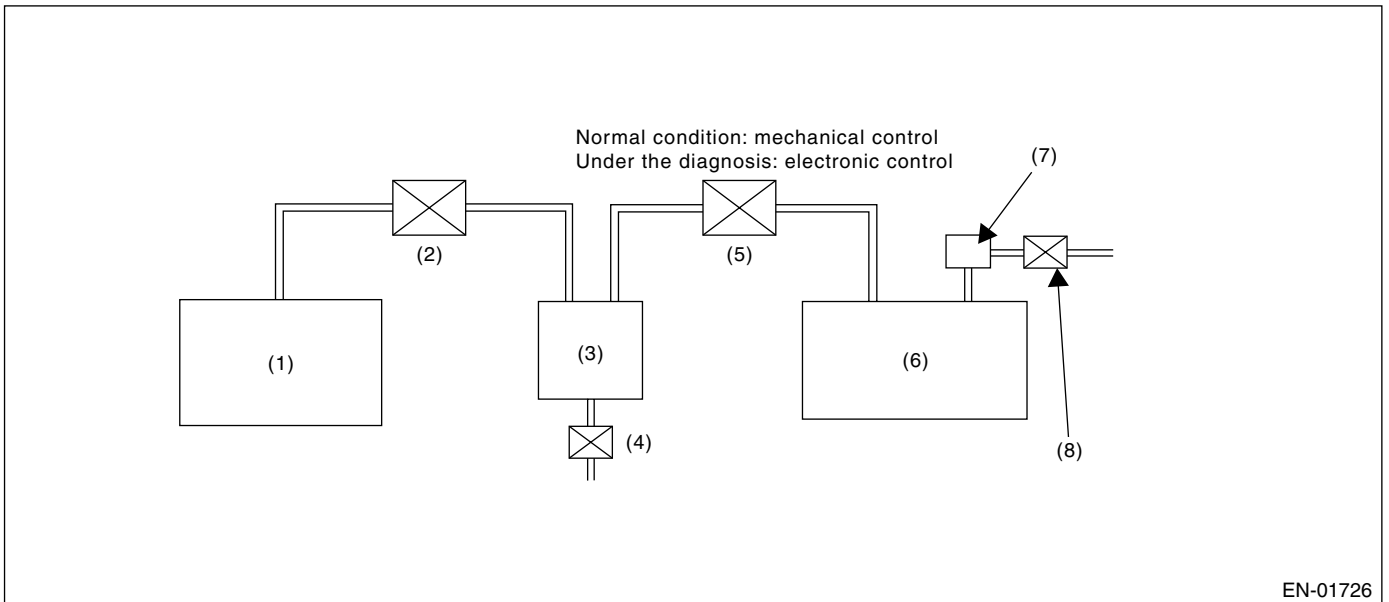 Normal condition: mechanical control
Under the diagnosis: electronic control
(7)
(2)
(5)
(1)
(3)
(6)
(4)
(8)
EN-01726